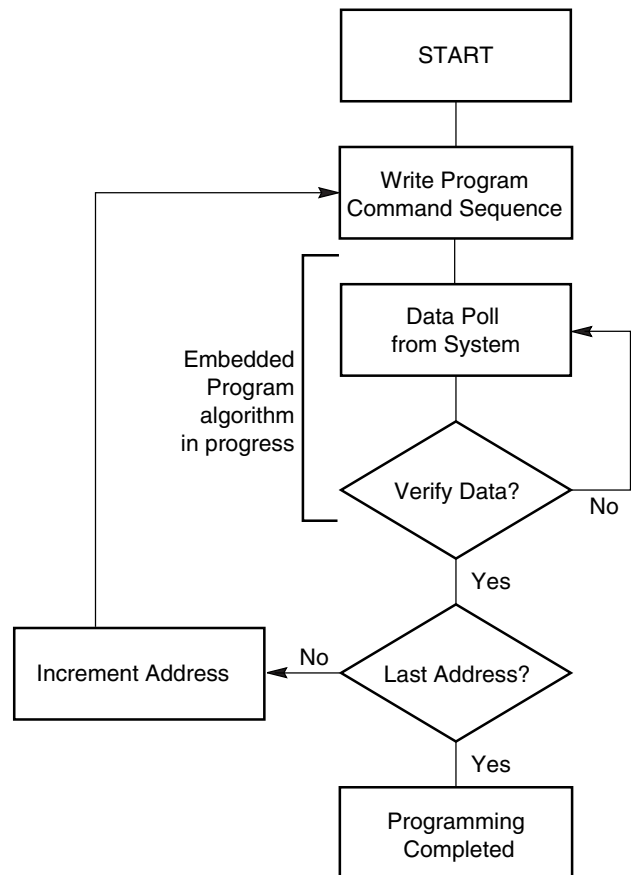 START
Write Program
Command Sequence
Data Poll
from System
Embedded
Program
algorithm
in progress
Verify Data?
No
Yes
Increment Address
No
Last Address?
Yes
Programming
Completed